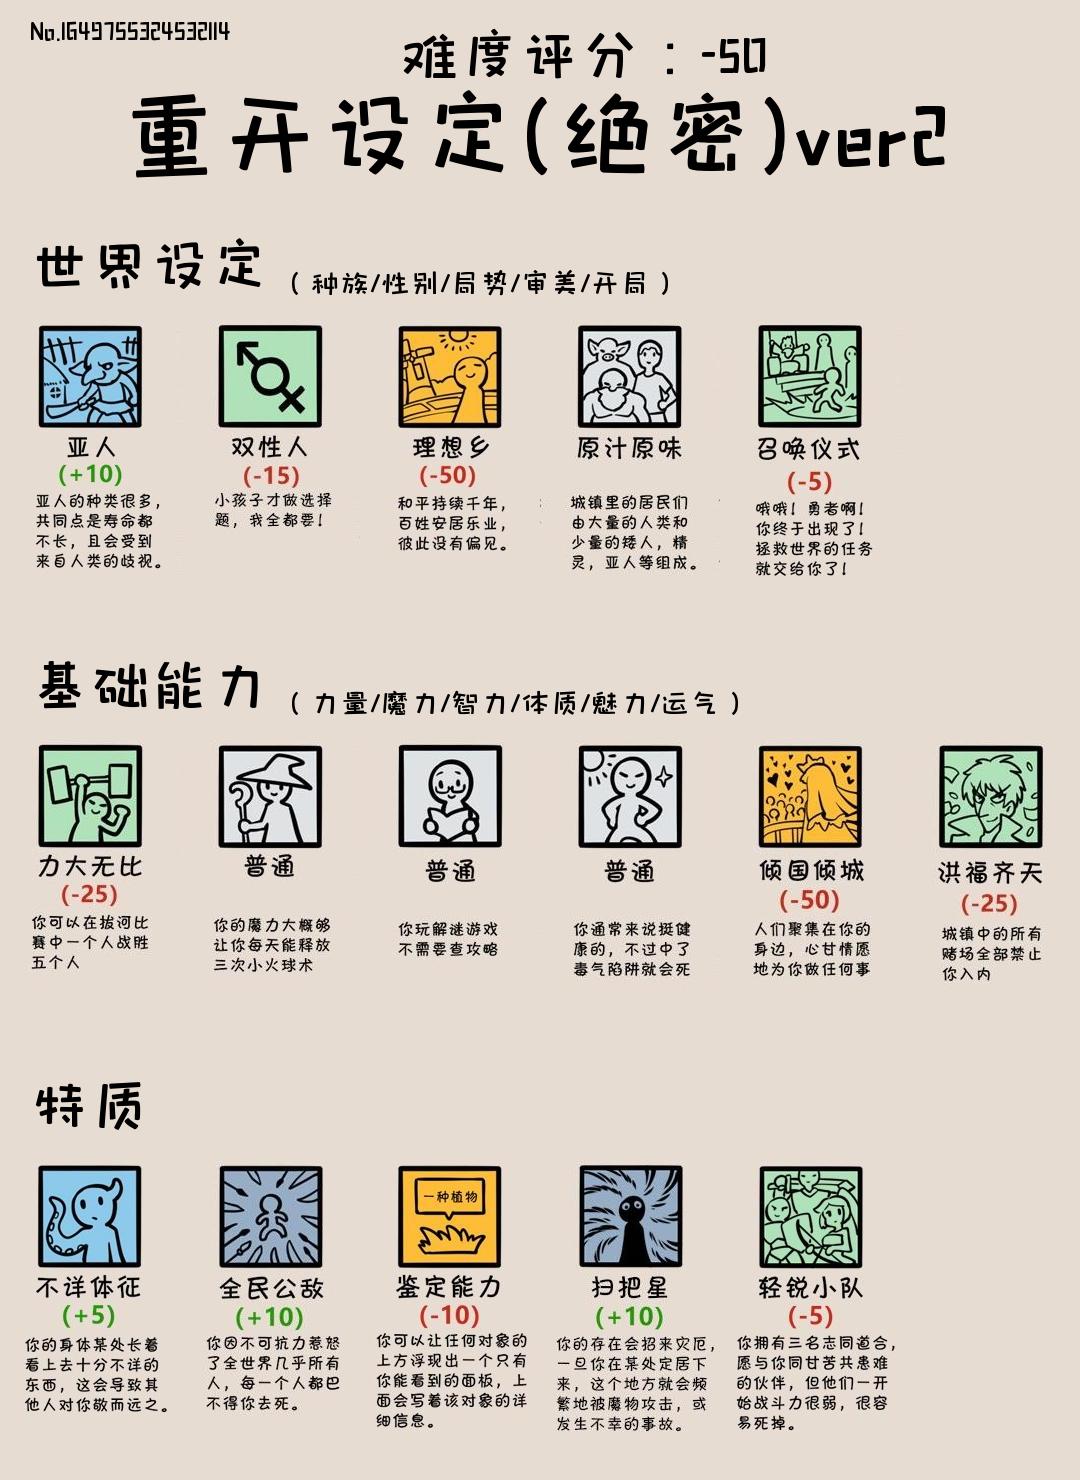 No.1649755324532114
难度评分：-50
重开设定(绝密)ver2
世界设定 （种族/性别/局势/审美/开局）
亚人
(+10)
亚人的种类很多，
共同点是寿命都
不长，且会受到
来自人类的歧视。
双性人
(-15)
小孩子才做选择
题，我全都要！
理想乡
(-50)
和平持续千年，
百姓安居乐业，
彼此没有偏见。
原汁原味
城镇里的居民们
由大量的人类和
少量的矮人，精
灵，亚人等组成。
召唤仪式
(-5)
哦哦！勇者啊！
你终于出现了！
拯救世界的任务
就交给你了！
基础能力 （力量/魔力/智力/体质/魅力/运气）
力大无比
(-25)
你可以在拔河比
赛中一个人战胜
五个人
普通
你的魔力大概够
让你每天能释放
三次小火球术
普通
你玩解谜游戏
不需要查攻略
普通
你通常来说挺健
康的，不过中了
毒气陷阱就会死
倾国倾城
(-50)
人们聚集在你的
身边，心甘情愿
地为你做任何事
洪福齐天
(-25)
城镇中的所有
赌场全部禁止
你入内
特质
不详体征
(+5)
你的身体某处长着
看上去十分不详的
东西，这会导致其
他人对你敬而远之。
全民公敌
(+10)
你因不可抗力惹怒
了全世界几乎所有
人，每一个人都巴
不得你去死。
一种植物
鉴定能力
(-10)
你可以让任何对象的
上方浮现出一个只有
你能看到的面板，上
面会写着该对象的详
细信息。
扫把星
(+10)
你的存在会招来灾厄，
一旦你在某处定居下
来，这个地方就会频
繁地被魔物攻击，或
发生不幸的事故。
轻锐小队
(-5)
你拥有三名志同道合，
愿与你同甘苦共患难
的伙伴，但他们一开
始战斗力很弱，很容
易死掉。